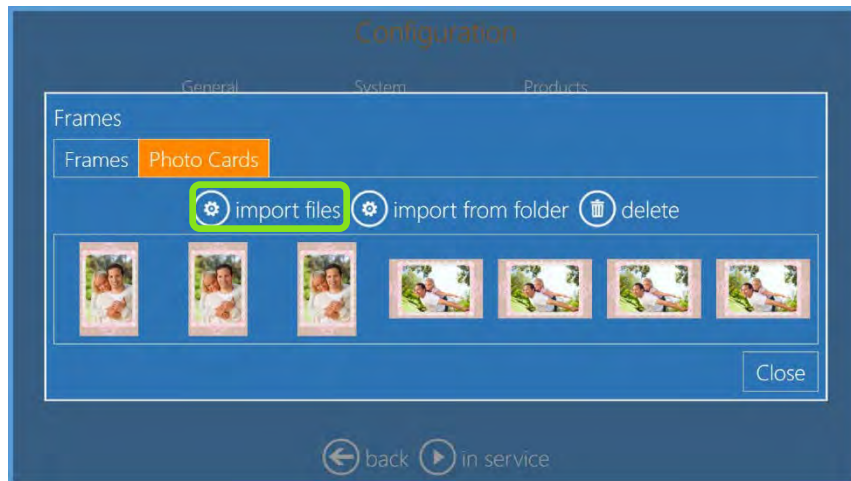 Configuration
General System Products
Frames
Frames Photo Cards
import files import from folder delete
Close
back in service